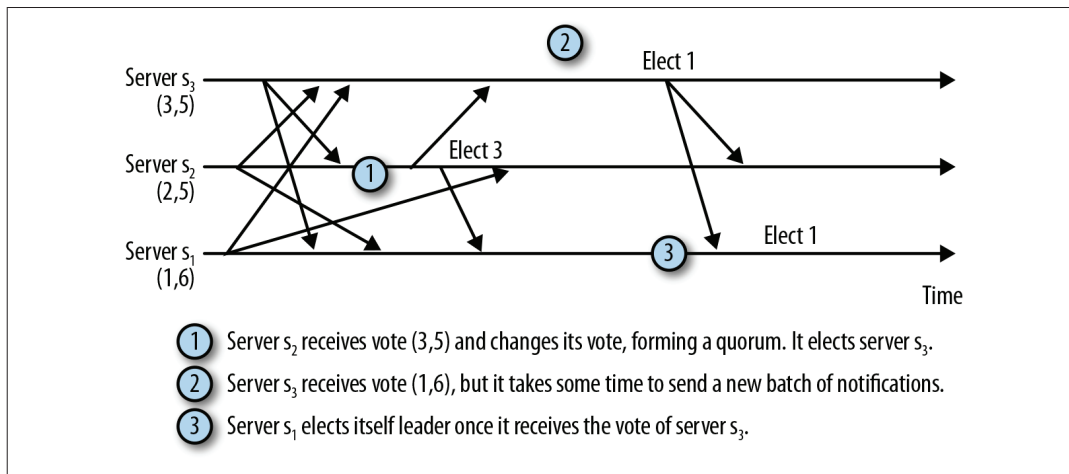 2
Elect 1
Server s3
(3,5)
Server s2
(2,5)
1
Elect 3
Server s1
(1,6)
3
Elect 1
Time
1 Server s2 receives vote (3,5) and changes its vote, forming a quorum. It elects server s3.
2 Server s3 receives vote (1,6), but it takes some time to send a new batch of notifications.
3 Server s1 elects itself leader once it receives the vote of server s3.